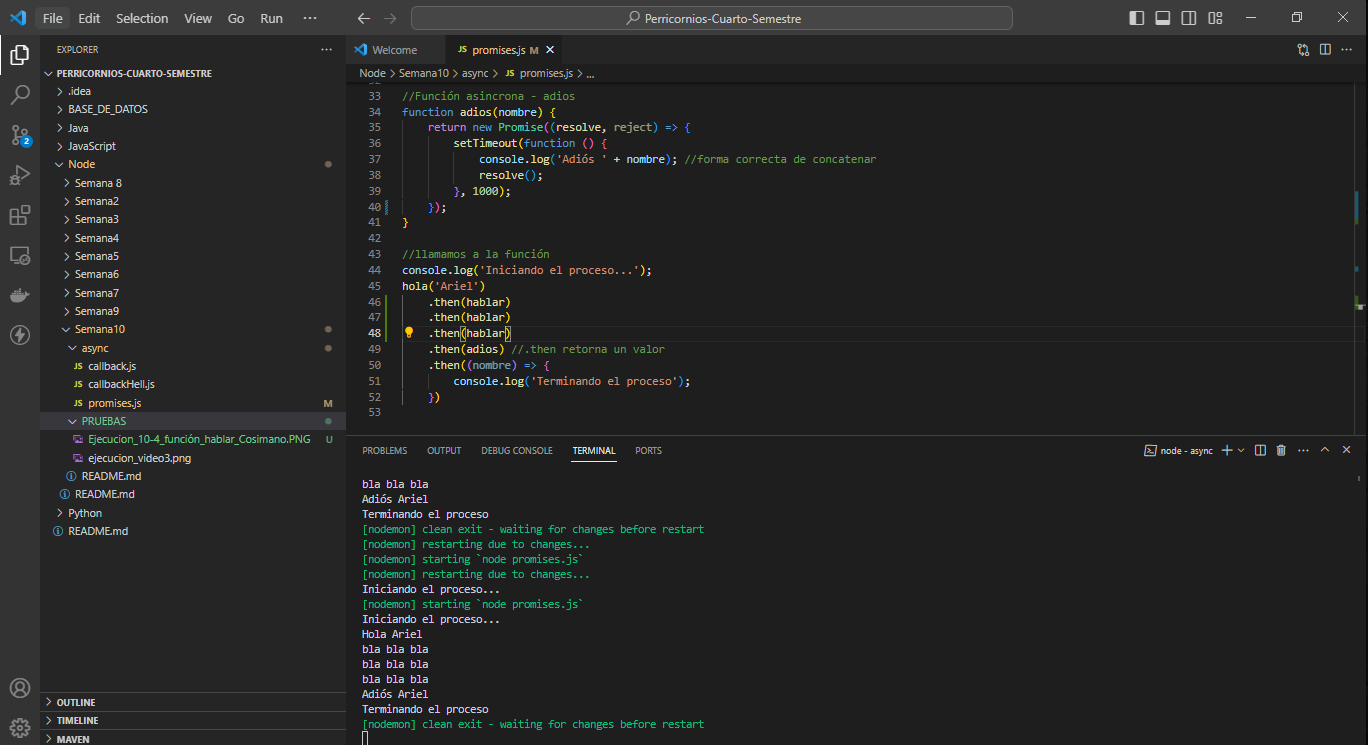 File Edit Selection View Go Run ···
Perricornios-Cuarto-Semestre
EXPLORER ···
PERRICORNIOS-CUARTO-SEMESTRE
.idea
BASE_DE_DATOS
Java
JavaScript
Node
Semana 8
Semana2
Semana3
Semana4
Semana5
Semana6
Semana7
Semana9
Semana10
async
JS callback.js
JS callbackHell.js
JS promises.js M
PRUEBAS
Ejecucion_10-4_función_hablar_Cosimano.PNG U
ejecucion_video3.png
README.md
README.md
Python
README.md
OUTLINE
TIMELINE
MAVEN
2
Welcome
JS promises.js M
Node > Semana10 > async > JS promises.js > ...
33 //Función asincrona - adios
34 function adios(nombre) {
35 return new Promise((resolve, reject) => {
36 setTimeout(function () {
37 console.log('Adiós ' + nombre); //forma correcta de concatenar
38 resolve();
39 }, 1000);
40 });
41 }
42
43 //llamamos a la función
44 console.log('Iniciando el proceso...');
45 hola('Ariel')
46 .then(hablar)
47 .then(hablar)
48 .then(hablar)
49 .then(adios) //.then retorna un valor
50 .then((nombre) => {
51 console.log('Terminando el proceso');
52 })
53
PROBLEMS OUTPUT DEBUG CONSOLE TERMINAL PORTS
node - async
bla bla bla
Adiós Ariel
Terminando el proceso
[nodemon] clean exit - waiting for changes before restart
[nodemon] restarting due to changes...
[nodemon] starting `node promises.js`
[nodemon] restarting due to changes...
Iniciando el proceso...
[nodemon] starting `node promises.js`
Iniciando el proceso...
Hola Ariel
bla bla bla
bla bla bla
bla bla bla
Adiós Ariel
Terminando el proceso
[nodemon] clean exit - waiting for changes before restart